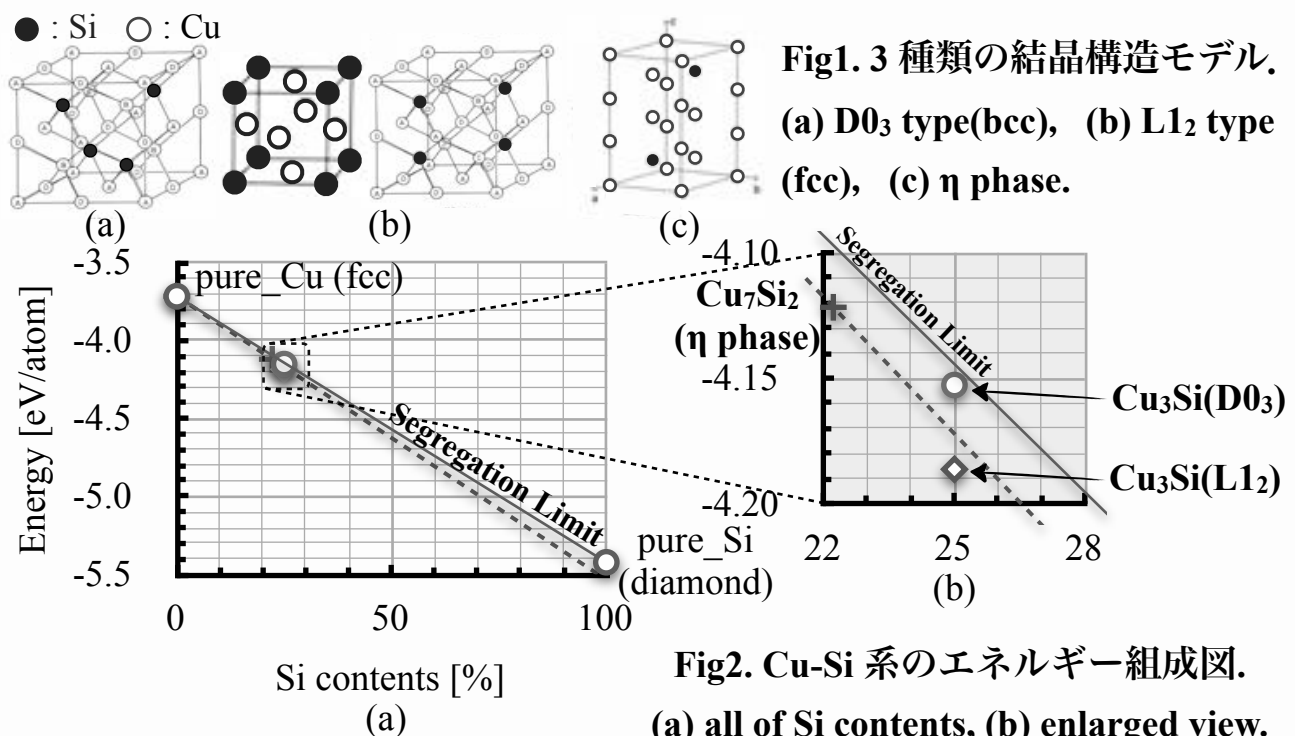 ● : Si ○ : Cu
(a)
(b)
(c)
Fig1. 3 種類の結晶構造モデル.
(a) D0₃ type(bcc), (b) L1₂ type
(fcc), (c) η phase.
Energy [eV/atom]
-3.5
-4.0
-4.5
-5.0
-5.5
pure_Cu (fcc)
Segregation Limit
pure_Si
(diamond)
0
50
100
Si contents [%]
(a)
-4.10
-4.15
-4.20
Cu₇Si₂
(η phase)
Segregation Limit
Cu₃Si(D0₃)
Cu₃Si(L1₂)
22
25
28
(b)
Fig2. Cu-Si 系のエネルギー組成図.
(a) all of Si contents, (b) enlarged view.